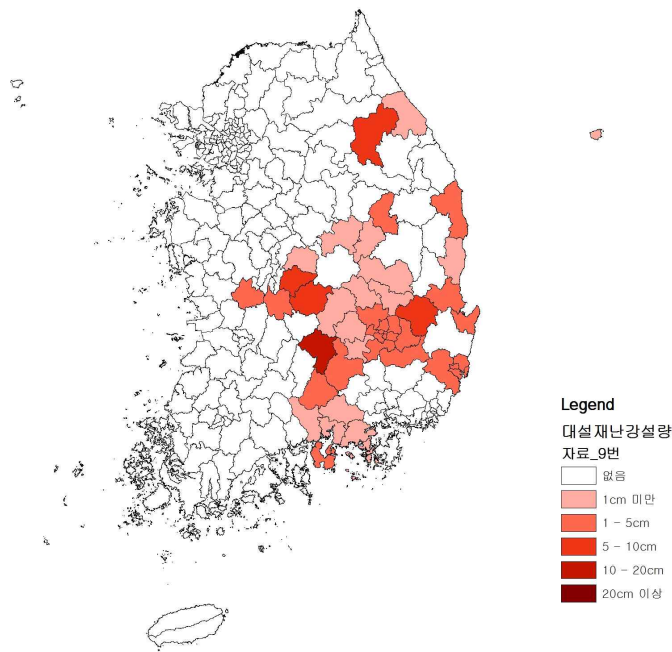 Legend
대설재난강설량
자료_9번
없음
1cm 미만
1 - 5cm
5 - 10cm
10 - 20cm
20cm 이상